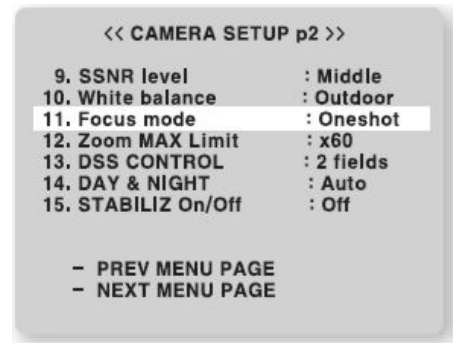 << CAMERA SETUP p2 >>
9. SSNR level : Middle
10. White balance : Outdoor
11. Focus mode : Oneshot
12. Zoom MAX Limit : x60
13. DSS CONTROL : 2 fields
14. DAY & NIGHT : Auto
15. STABILIZ On/Off : Off
– PREV MENU PAGE
– NEXT MENU PAGE